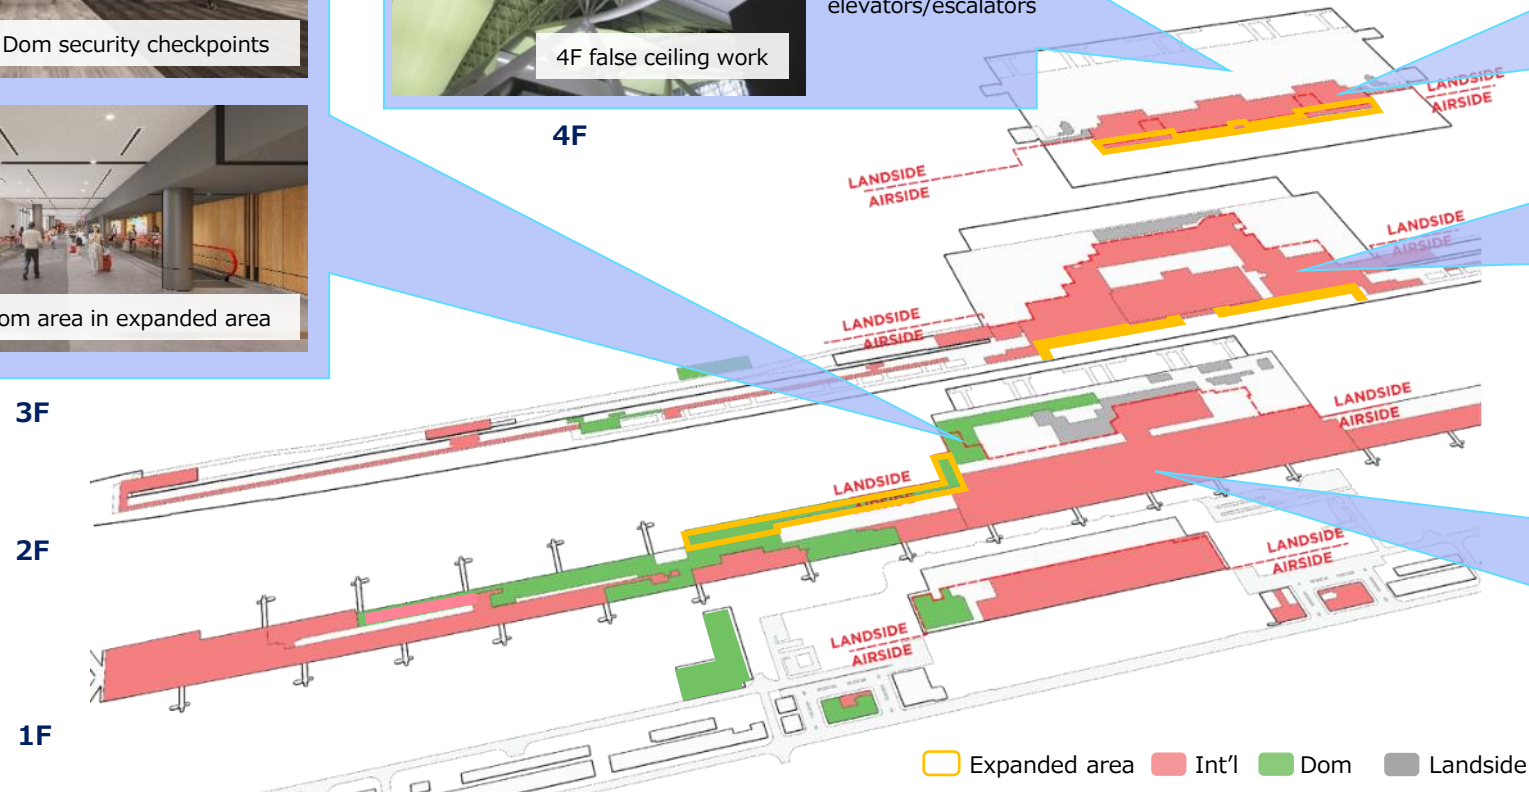 Dom security checkpoints
elevators/escalators
4F false ceiling work
4F
LANDSIDE
AIRSIDE
LANDSIDE
AIRSIDE
LANDSIDE
AIRSIDE
LANDSIDE
AIRSIDE
om area in expanded area
3F
LANDSIDE
AIRSIDE
LANDSIDE
2F
LANDSIDE
AIRSIDE
LANDSIDE
AIRSIDE
1F
Expanded area
Int'l
Dom
Landside